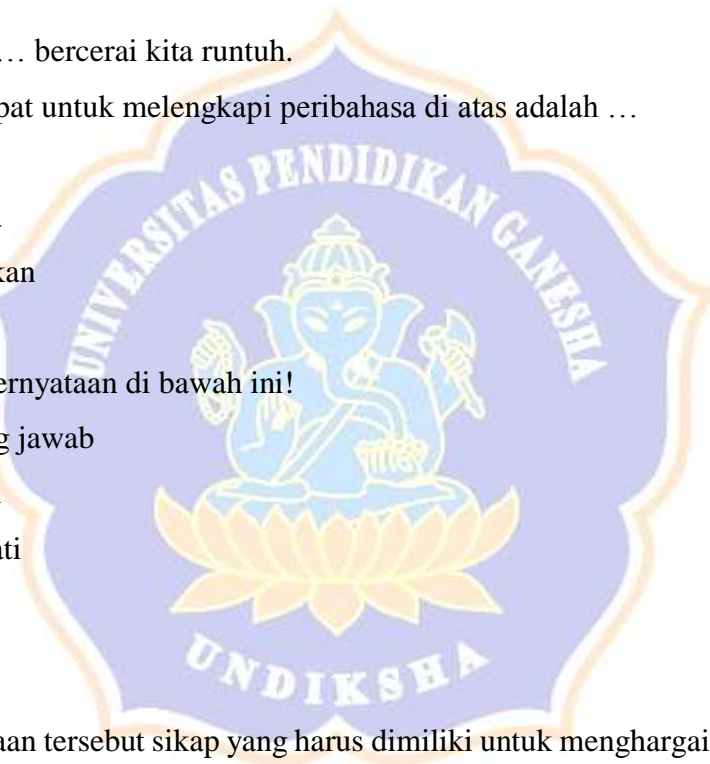 … bercerai kita runtuh.
pat untuk melengkapi peribahasa di atas adalah …
UNIVERSITAS PENDIDIKAN GANESHA
kan
ernyataan di bawah ini!
g jawab
ati
UNDIKSHA
aan tersebut sikap yang harus dimiliki untuk menghargai